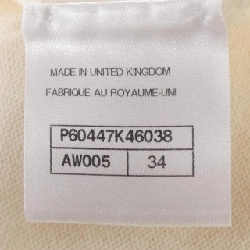 MADE IN UNITED KINGDOM
FABRIQUE AU ROYAUME-UNI
P60447K46038
AW005 34